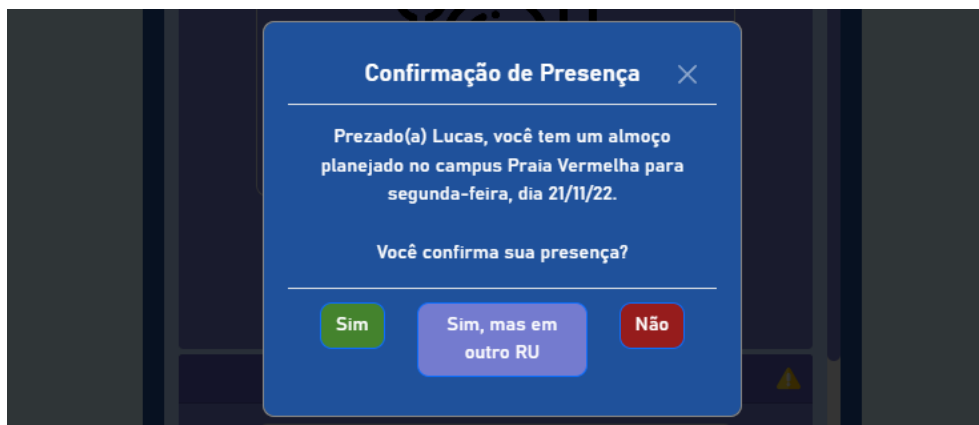 Confirmação de Presença
Prezado(a) Lucas, você tem um almoço
planejado no campus Praia Vermelha para
segunda-feira, dia 21/11/22.
Você confirma sua presença?
Sim
Sim, mas em
outro RU
Não